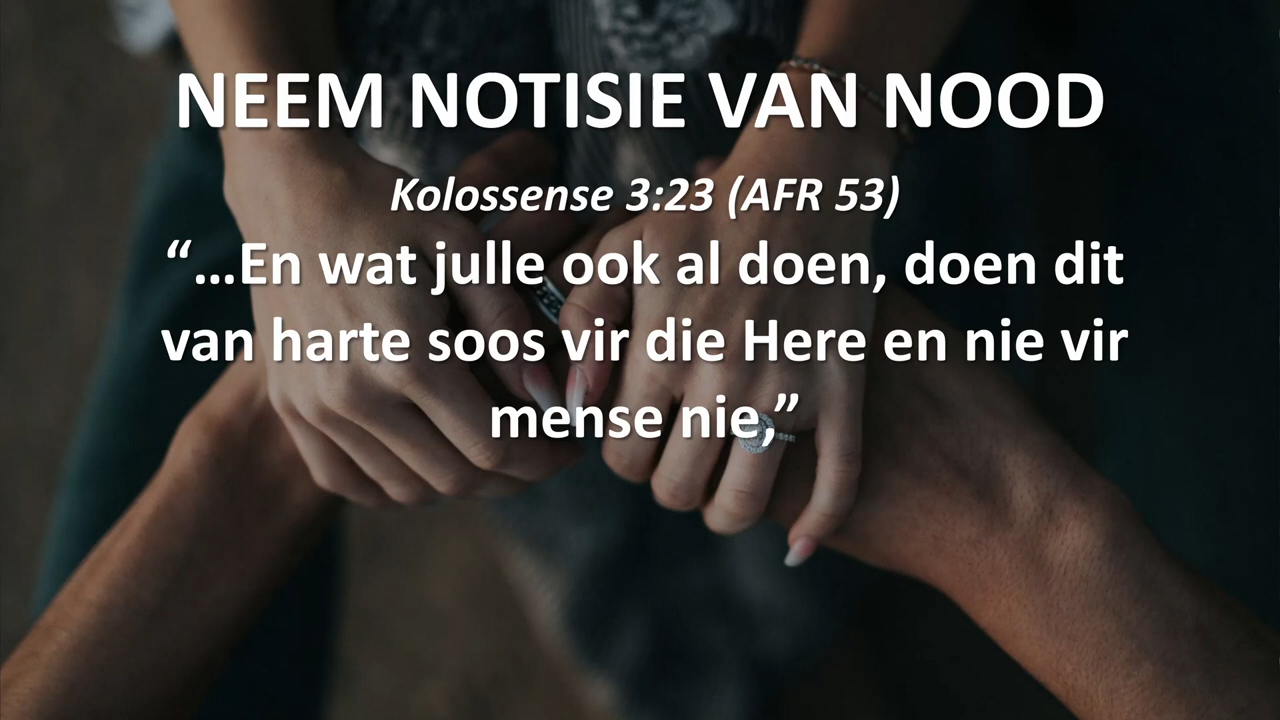 NEEM NOTISIE VAN NOOD
Kolossense 3:23 (AFR 53)
“…En wat julle ook al doen, doen dit
van harte soos vir die Here en nie vir
mense nie,”